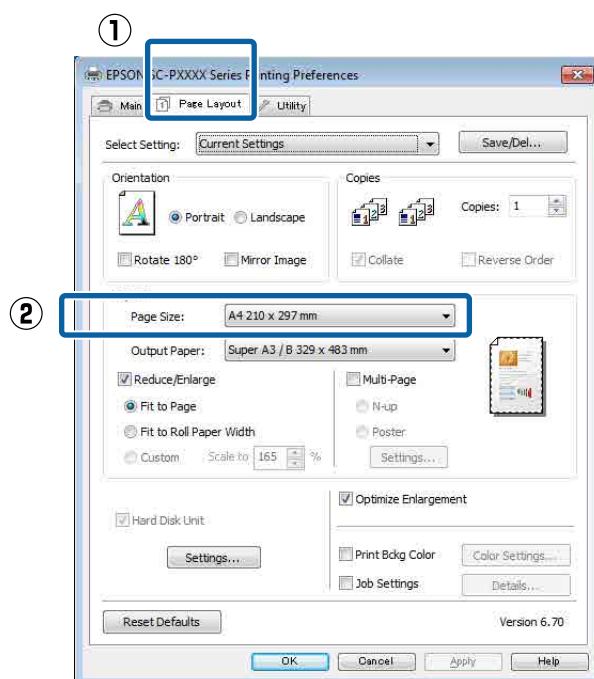 ①
EPSON SC-PXXXX Series Printing Preferences
Main Page Layout Utility
Select Setting: Current Settings Save/Del...
Orientation Copies
Portrait Landscape Copies: 1
Rotate 180° Mirror Image Collate Reverse Order
②
Page Size: A4 210 x 297 mm
Output Paper: Super A3 / B 329 x 483 mm
Reduce/Enlarge Multi-Page
Fit to Page N-up
Fit to Roll Paper Width Poster
Custom Scale to 165 % Settings...
Optimize Enlargement
Hard Disk Unit
Settings... Print Bckg Color Color Settings...
Job Settings Details...
Reset Defaults Version 6.70
OK Cancel Apply Help